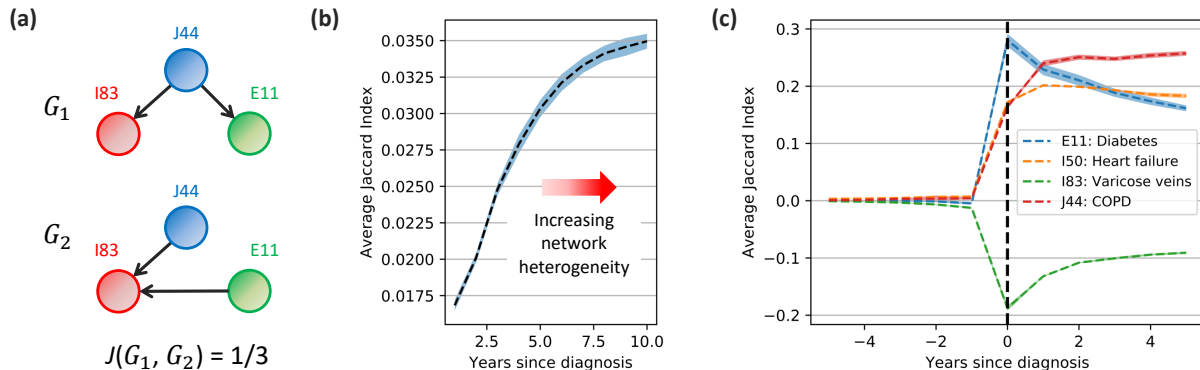 (a)
J44
I83
E11
G₁
J44
G₂
I83
E11
J(G₁, G₂) = 1/3
(b)
Average Jaccard Index
0.0350
0.0325
0.0300
0.0275
0.0250
0.0225
0.0200
0.0175
Increasing
network
heterogeneity
2.5
5.0
7.5
10.0
Years since diagnosis
(c)
Average Jaccard Index
0.3
0.2
0.1
0.0
−0.1
−0.2
E11: Diabetes
I50: Heart failure
I83: Varicose veins
J44: COPD
−4
−2
0
2
4
Years since diagnosis